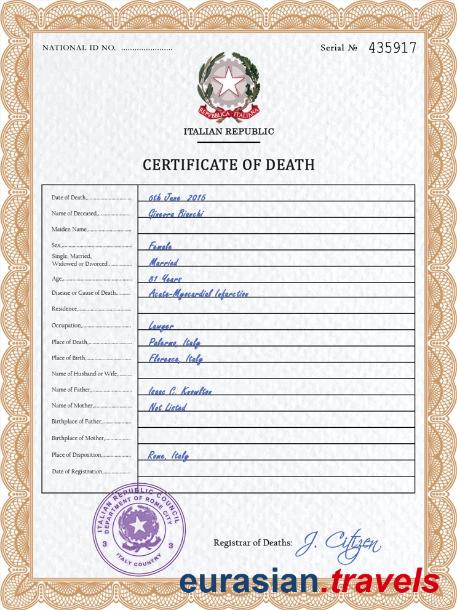 NATIONAL ID NO. ........................
Serial № 435917
REPVBBLICA ITALIANA
ITALIAN REPUBLIC
CERTIFICATE OF DEATH
Date of Death 6th June 2015
Name of Deceased Ginevra Bianchi
Maiden Name
Sex Female
Single, Married,
Widowed or Divorced Married
Age 81 Years
Disease or Cause of Death Acute-Myocardial Infarction
Residence
Occupation Lawyer
Place of Death Palermo, Italy
Place of Birth Florence, Italy
Name of Husband or Wife
Name of Father Isaac C. Knowlton
Name of Mother Not Listed
Birthplace of Father
Birthplace of Mother
Place of Disposition Rome, Italy
Date of Registration
ITALIAN REPUBLIC COUNCIL
DEPARTMENT OF ROME CITY
ITALY COUNTRY
Registrar of Deaths: J. Citizen
eurasian.travels